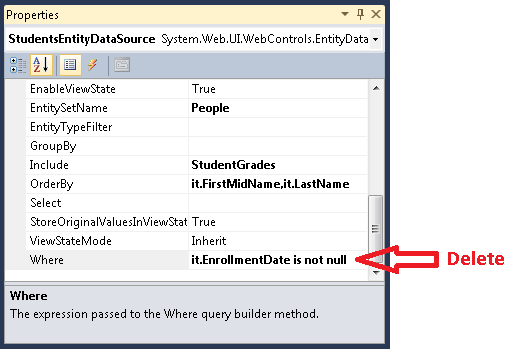 Properties
StudentsEntityDataSource System.Web.UI.WebControls.EntityData
EnableViewState True
EntitySetName People
EntityTypeFilter
GroupBy
Include StudentGrades
OrderBy it.FirstMidName,it.LastName
Select
StoreOriginalValuesInViewStat True
ViewStateMode Inherit
Where it.EnrollmentDate is not null Delete
Where
The expression passed to the Where query builder method.